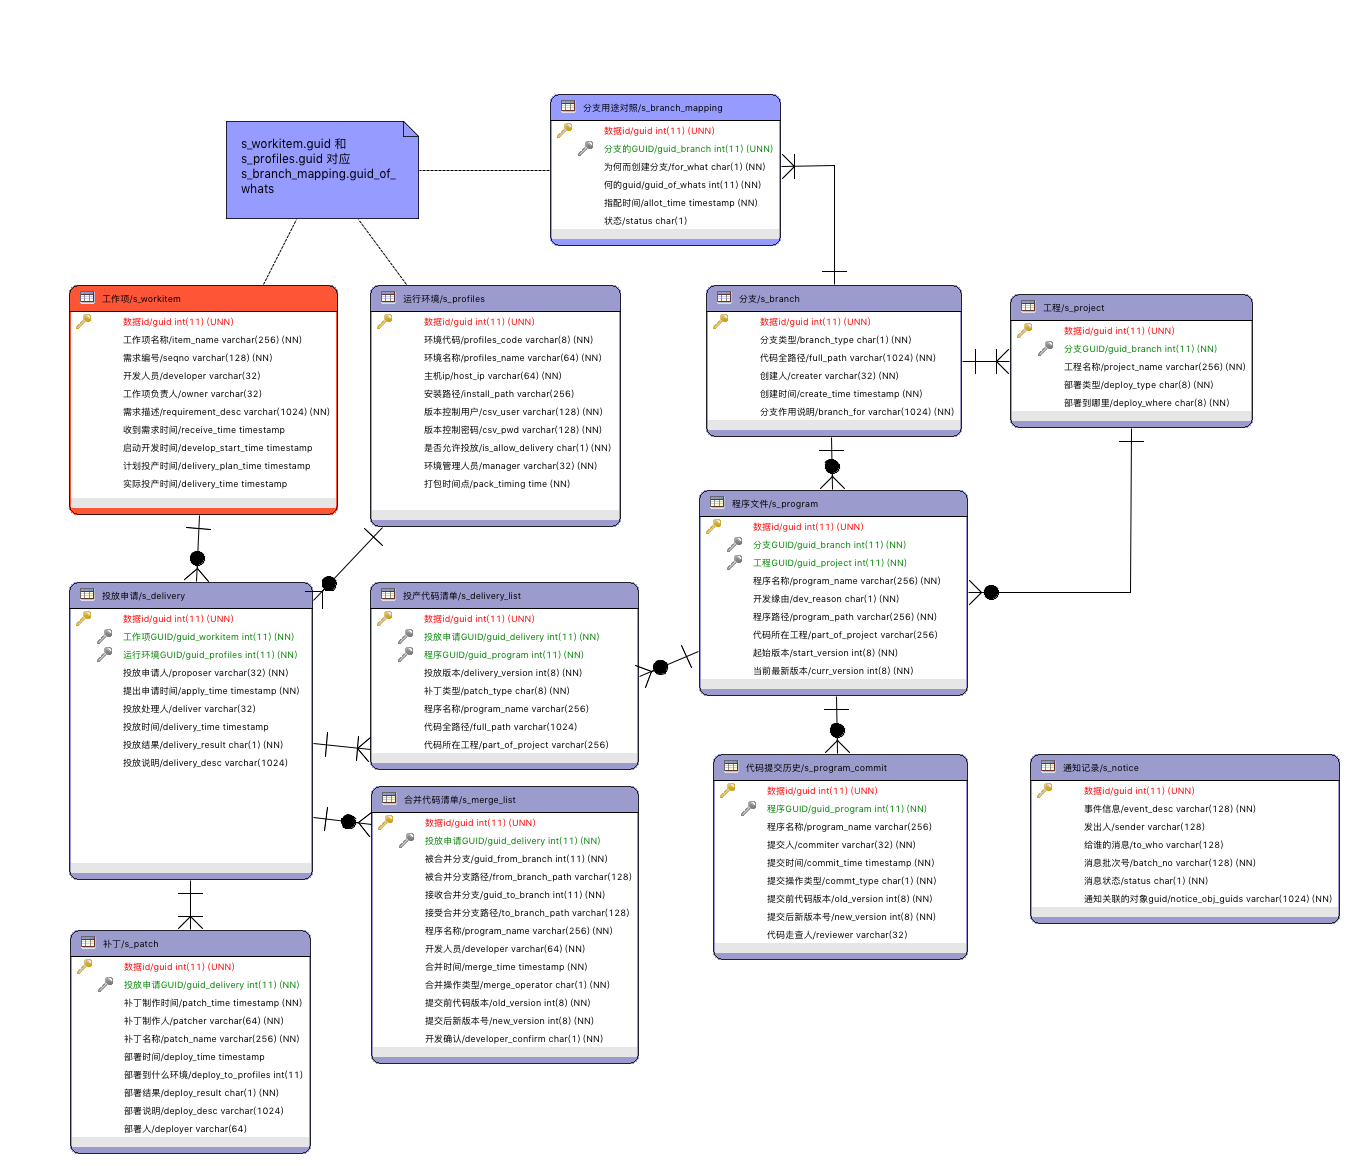 分支用途对照/s_branch_mapping
数据id/guid int(11) (UNN)
分支的GUID/guid_branch int(11) (UNN)
为何而创建分支/for_what char(1) (NN)
何的guid/guid_of_whats int(11) (NN)
指配时间/allot_time timestamp (NN)
状态/status char(1)
s_workitem.guid 和
s_profiles.guid 对应
s_branch_mapping.guid_of_
whats
工作项/s_workitem
数据id/guid int(11) (UNN)
工作项名称/item_name varchar(256) (NN)
需求编号/seqno varchar(128) (NN)
开发人员/developer varchar(32)
工作项负责人/owner varchar(32)
需求描述/requirement_desc varchar(1024) (NN)
收到需求时间/receive_time timestamp
启动开发时间/develop_start_time timestamp
计划投产时间/delivery_plan_time timestamp
实际投产时间/delivery_time timestamp
运行环境/s_profiles
数据id/guid int(11) (UNN)
环境代码/profiles_code varchar(8) (NN)
环境名称/profiles_name varchar(64) (NN)
主机ip/host_ip varchar(64) (NN)
安装路径/install_path varchar(256)
版本控制用户/csv_user varchar(128) (NN)
版本控制密码/csv_pwd varchar(128) (NN)
是否允许投放/is_allow_delivery char(1) (NN)
环境管理人员/manager varchar(32) (NN)
打包时间点/pack_timing time (NN)
分支/s_branch
数据id/guid int(11) (UNN)
分支类型/branch_type char(1) (NN)
代码全路径/full_path varchar(1024) (NN)
创建人/creater varchar(32) (NN)
创建时间/create_time timestamp (NN)
分支作用说明/branch_for varchar(1024) (NN)
工程/s_project
数据id/guid int(11) (UNN)
分支GUID/guid_branch int(11) (NN)
工程名称/project_name varchar(256) (NN)
部署类型/deploy_type char(8) (NN)
部署到哪里/deploy_where char(8) (NN)
程序文件/s_program
数据id/guid int(11) (UNN)
分支GUID/guid_branch int(11) (NN)
工程GUID/guid_project int(11) (NN)
程序名称/program_name varchar(256) (NN)
开发缘由/dev_reason char(1) (NN)
程序路径/program_path varchar(256) (NN)
代码所在工程/part_of_project varchar(256)
起始版本/start_version int(8) (NN)
当前最新版本/curr_version int(8) (NN)
投放申请/s_delivery
数据id/guid int(11) (UNN)
工作项GUID/guid_workitem int(11) (NN)
运行环境GUID/guid_profiles int(11) (NN)
投放申请人/proposer varchar(32) (NN)
提出申请时间/apply_time timestamp (NN)
投放处理人/deliver varchar(32)
投放时间/delivery_time timestamp
投放结果/delivery_result char(1) (NN)
投放说明/delivery_desc varchar(1024)
投产代码清单/s_delivery_list
数据id/guid int(11) (UNN)
投放申请GUID/guid_delivery int(11) (NN)
程序GUID/guid_program int(11) (NN)
投放版本/delivery_version int(8) (NN)
补丁类型/patch_type char(8) (NN)
程序名称/program_name varchar(256)
代码全路径/full_path varchar(1024)
代码所在工程/part_of_project varchar(256)
合并代码清单/s_merge_list
数据id/guid int(11) (UNN)
投放申请GUID/guid_delivery int(11) (NN)
被合并分支/guid_from_branch int(11) (NN)
被合并分支路径/from_branch_path varchar(128)
接收合并分支/guid_to_branch int(11) (NN)
接受合并分支路径/to_branch_path varchar(128)
程序名称/program_name varchar(256) (NN)
开发人员/developer varchar(64) (NN)
合并时间/merge_time timestamp (NN)
合并操作类型/merge_operator char(1) (NN)
提交前代码版本/old_version int(8) (NN)
提交后新版本号/new_version int(8) (NN)
开发确认/developer_confirm char(1) (NN)
代码提交历史/s_program_commit
数据id/guid int(11) (UNN)
程序GUID/guid_program int(11) (NN)
程序名称/program_name varchar(256)
提交人/commiter varchar(32) (NN)
提交时间/commit_time timestamp (NN)
提交操作类型/commt_type char(1) (NN)
提交前代码版本/old_version int(8) (NN)
提交后新版本号/new_version int(8) (NN)
代码走查人/reviewer varchar(32)
通知记录/s_notice
数据id/guid int(11) (UNN)
事件信息/event_desc varchar(128) (NN)
发出人/sender varchar(128)
给谁的消息/to_who varchar(128)
消息批次号/batch_no varchar(128) (NN)
消息状态/status char(1) (NN)
通知关联的对象guid/notice_obj_guids varchar(1024) (NN)
补丁/s_patch
数据id/guid int(11) (UNN)
投放申请GUID/guid_delivery int(11) (NN)
补丁制作时间/patch_time timestamp (NN)
补丁制作人/patcher varchar(64) (NN)
补丁名称/patch_name varchar(256) (NN)
部署时间/deploy_time timestamp
部署到什么环境/deploy_to_profiles int(11)
部署结果/deploy_result char(1) (NN)
部署说明/deploy_desc varchar(1024)
部署人/deployer varchar(64)